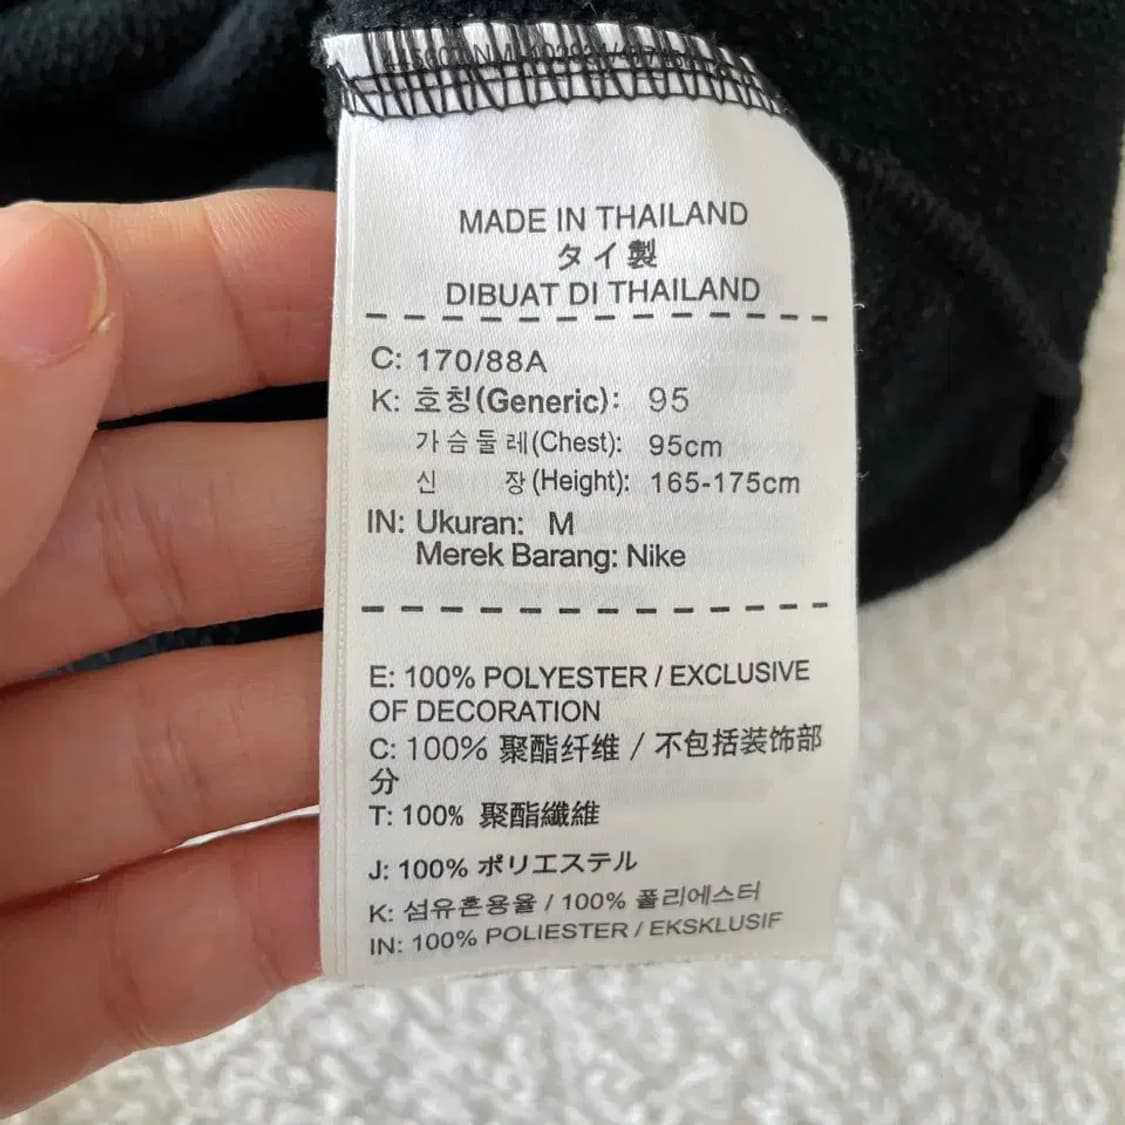 MADE IN THAILAND
タイ製
DIBUAT DI THAILAND
C: 170/88A
K: 호칭(Generic): 95
가슴둘레(Chest): 95cm
신 장(Height): 165-175cm
IN: Ukuran: M
Merek Barang: Nike
E: 100% POLYESTER / EXCLUSIVE
OF DECORATION
C: 100% 聚酯纤维 / 不包括装饰部
分
T: 100% 聚酯纖維
J: 100% ポリエステル
K: 섬유혼용율 / 100% 폴리에스터
IN: 100% POLIESTER / EKSKLUSIF